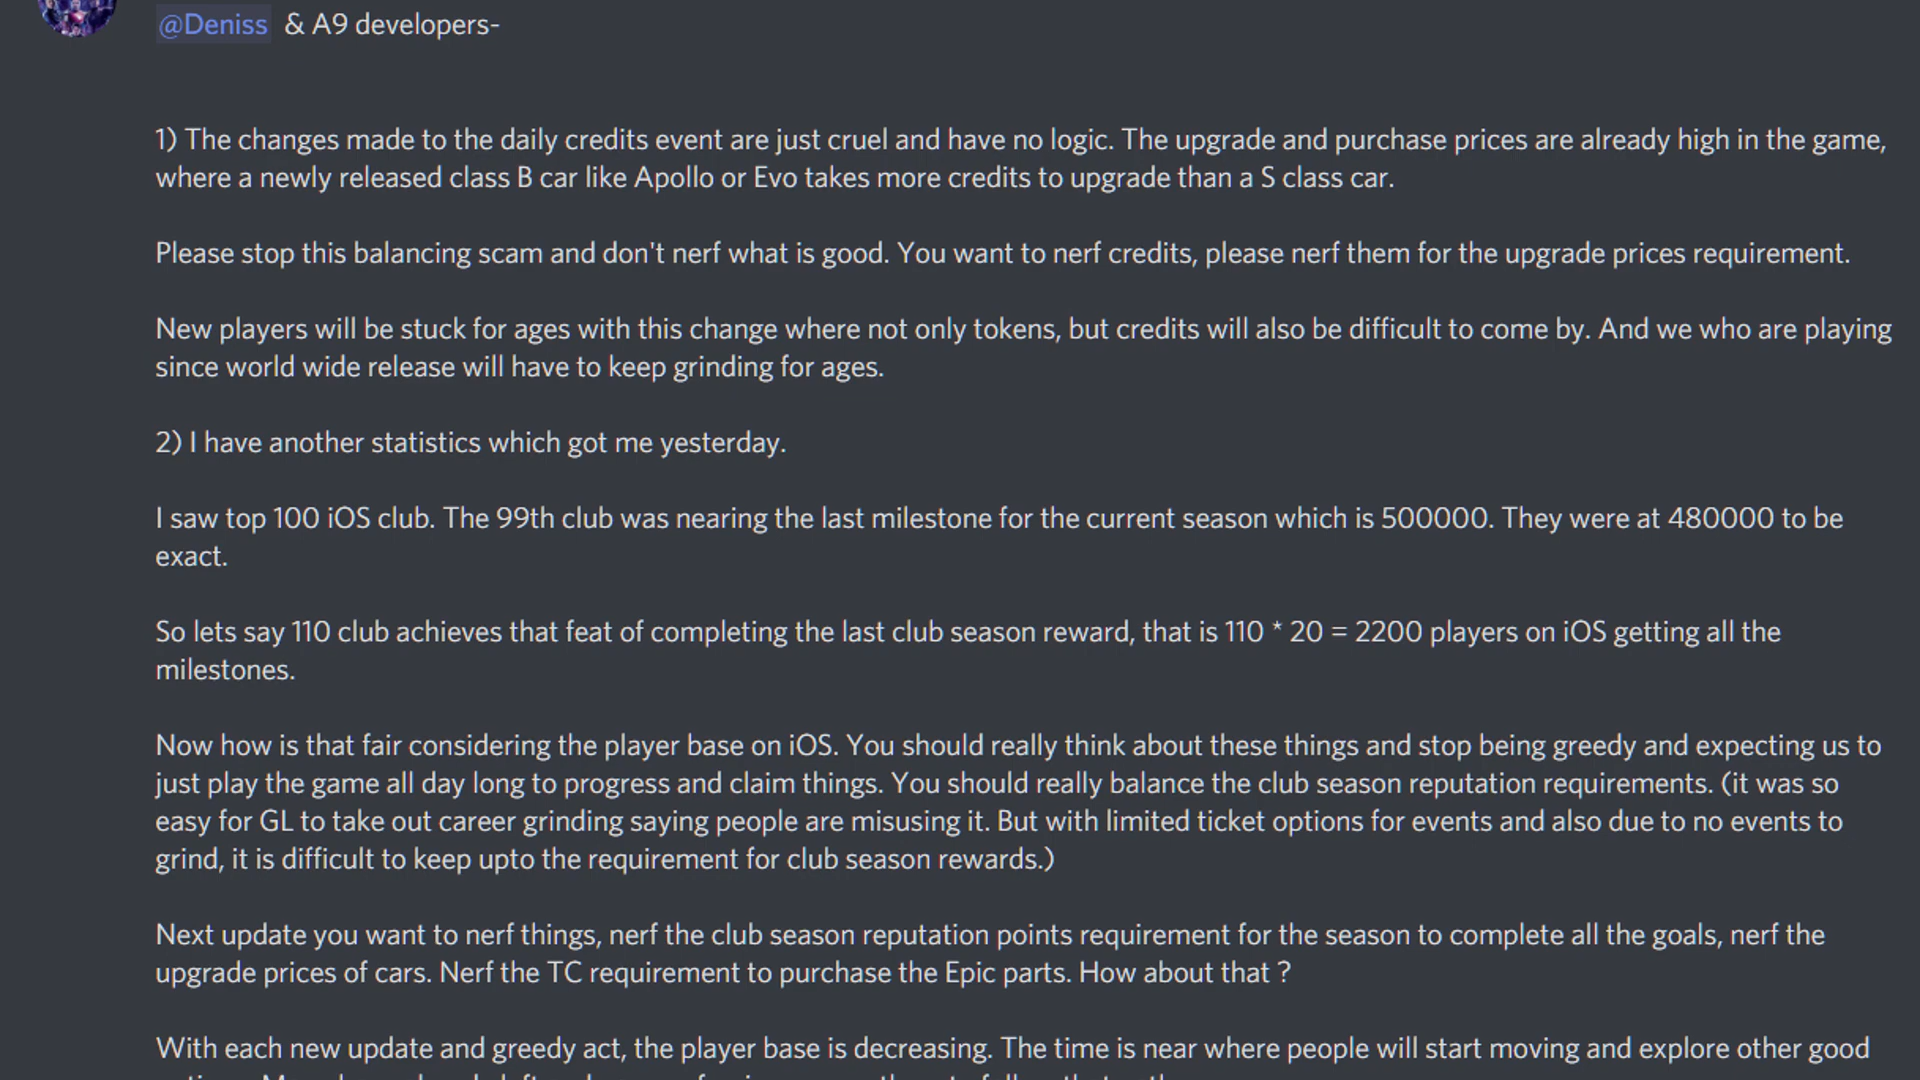 @Deniss & A9 developers-
1) The changes made to the daily credits event are just cruel and have no logic. The upgrade and purchase prices are already high in the game,
where a newly released class B car like Apollo or Evo takes more credits to upgrade than a S class car.
Please stop this balancing scam and don't nerf what is good. You want to nerf credits, please nerf them for the upgrade prices requirement.
New players will be stuck for ages with this change where not only tokens, but credits will also be difficult to come by. And we who are playing
since world wide release will have to keep grinding for ages.
2) I have another statistics which got me yesterday.
I saw top 100 iOS club. The 99th club was nearing the last milestone for the current season which is 500000. They were at 480000 to be
exact.
So lets say 110 club achieves that feat of completing the last club season reward, that is 110 * 20 = 2200 players on iOS getting all the
milestones.
Now how is that fair considering the player base on iOS. You should really think about these things and stop being greedy and expecting us to
just play the game all day long to progress and claim things. You should really balance the club season reputation requirements. (it was so
easy for GL to take out career grinding saying people are misusing it. But with limited ticket options for events and also due to no events to
grind, it is difficult to keep upto the requirement for club season rewards.)
Next update you want to nerf things, nerf the club season reputation points requirement for the season to complete all the goals, nerf the
upgrade prices of cars. Nerf the TC requirement to purchase the Epic parts. How about that ?
With each new update and greedy act, the player base is decreasing. The time is near where people will start moving and explore other good